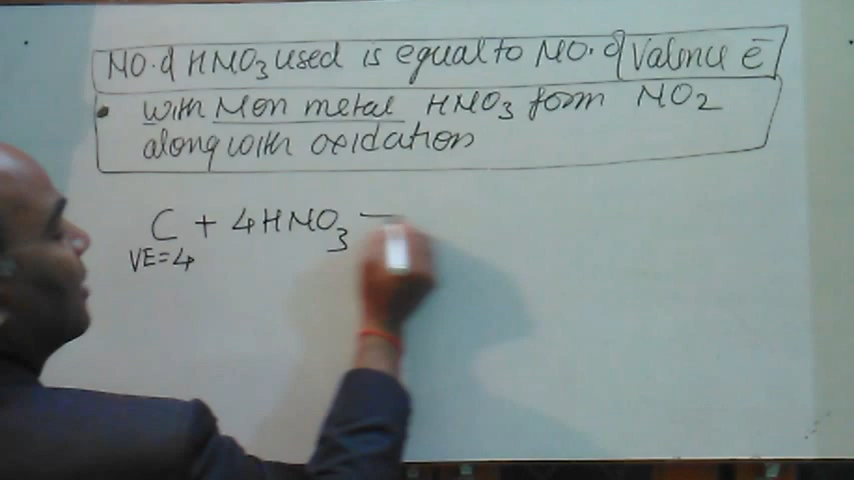 NO. of HNO3 used is equal to NO. of Valence e-
• with Non metal HNO3 form NO2
along with oxidation
C + 4HNO3 —
VE=4